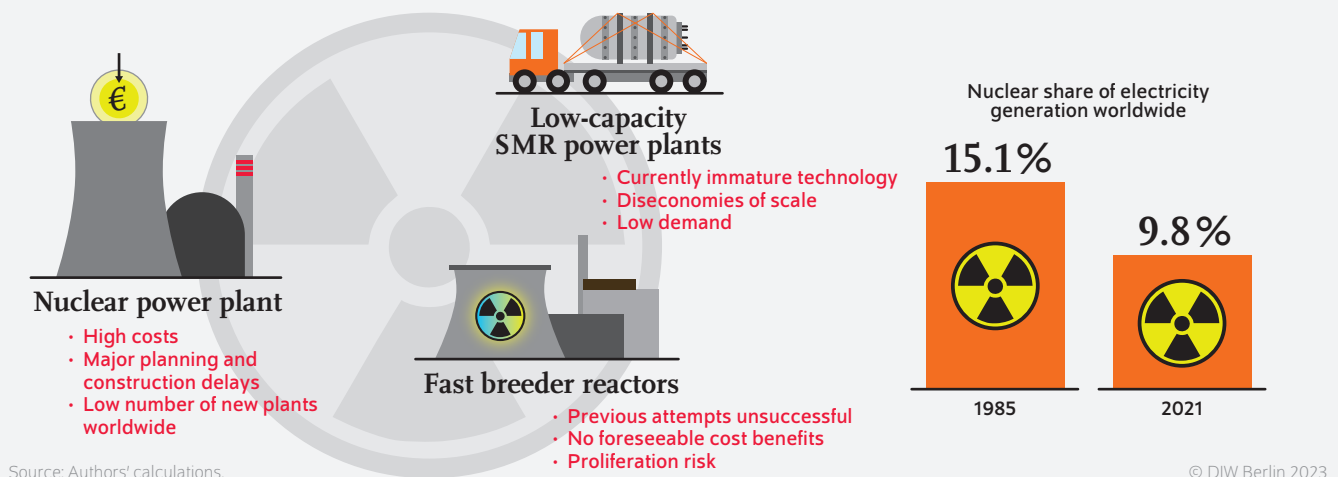 €
Nuclear power plant
· High costs
· Major planning and
construction delays
· Low number of new plants
worldwide
Low-capacity
SMR power plants
· Currently immature technology
· Diseconomies of scale
· Low demand
Fast breeder reactors
· Previous attempts unsuccessful
· No foreseeable cost benefits
· Proliferation risk
Nuclear share of electricity
generation worldwide
15.1%
9.8%
1985
2021
Source: Authors’ calculations.
© DIW Berlin 2023